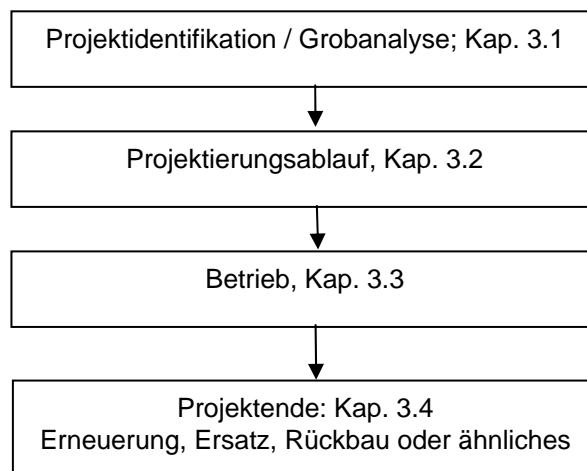 Projektidentifikation / Grobanalyse; Kap. 3.1
Projektierungsablauf, Kap. 3.2
Betrieb, Kap. 3.3
Projektende: Kap. 3.4
Erneuerung, Ersatz, Rückbau oder ähnliches